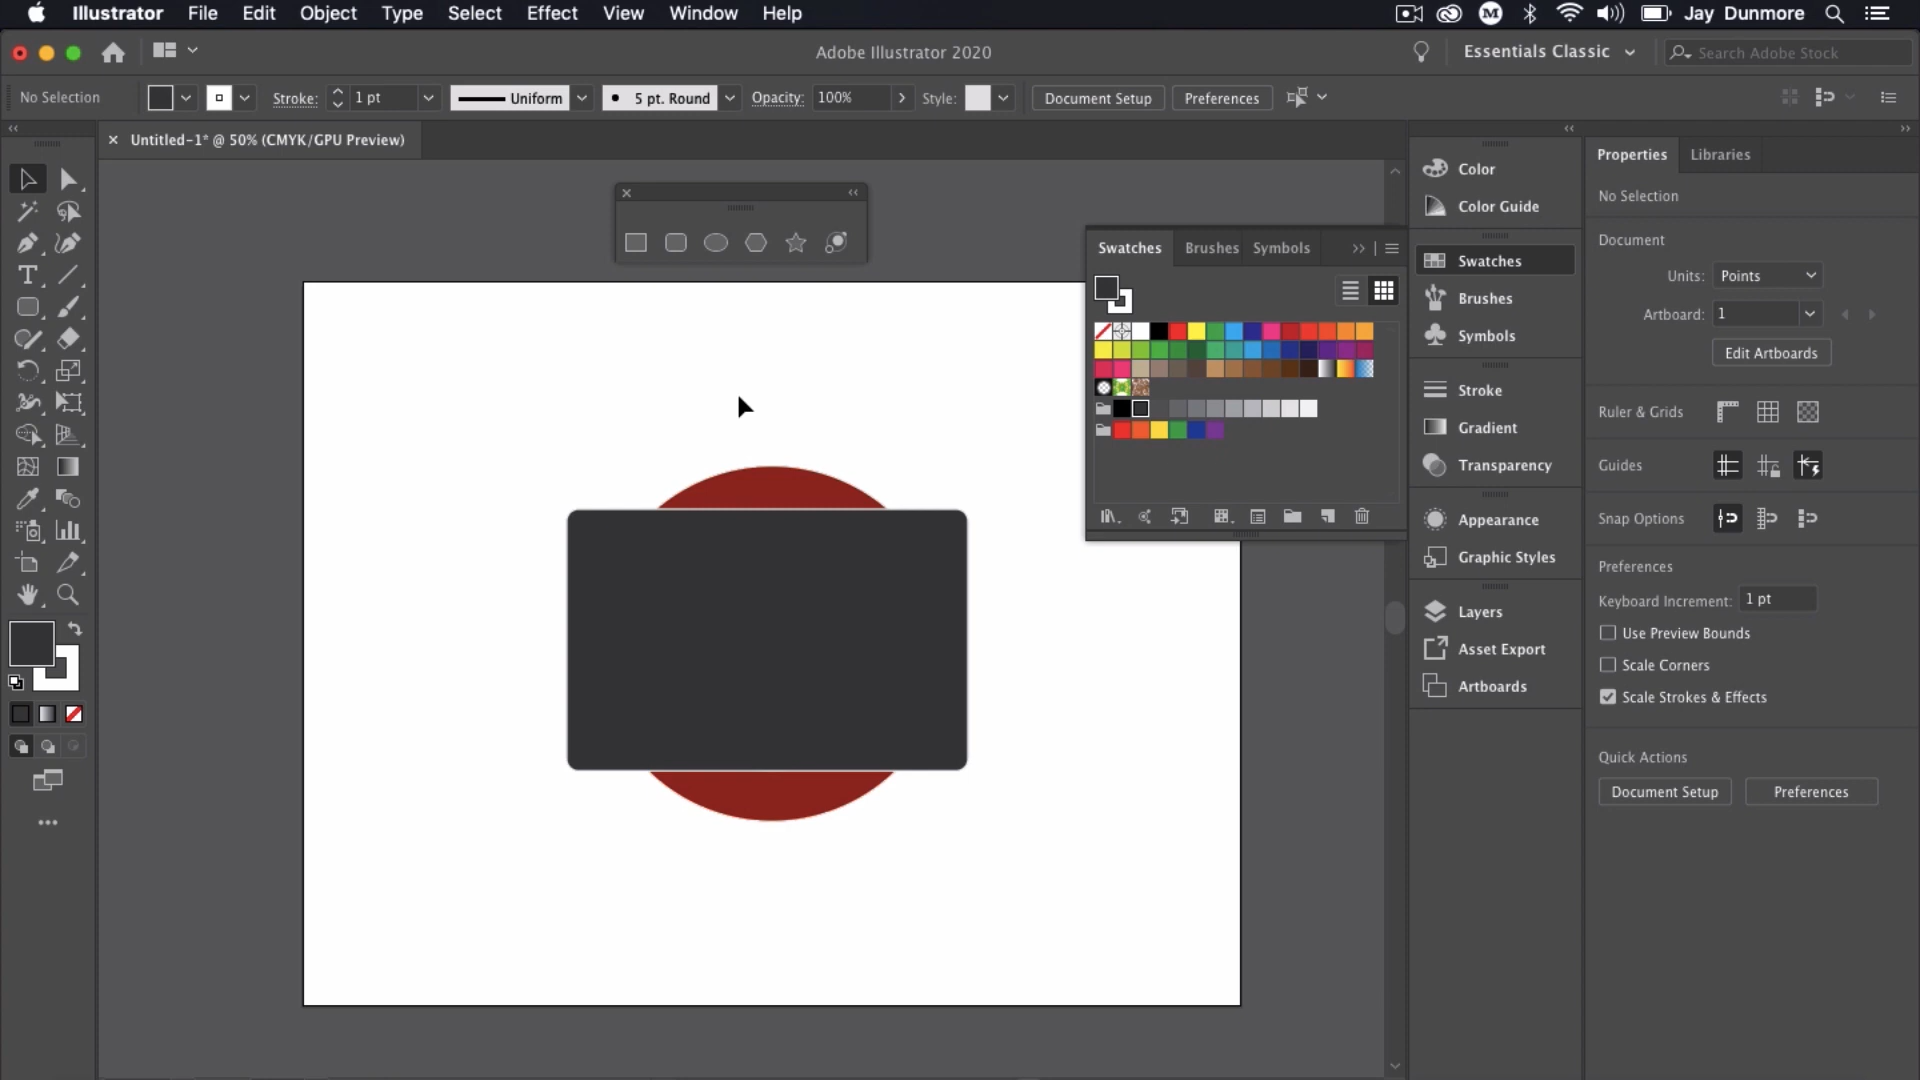 Illustrator File Edit Object Type Select Effect View Window Help
M
Jay Dunmore
Adobe Illustrator 2020
Essentials Classic
Search Adobe Stock
No Selection
Stroke: 1 pt
Uniform
5 pt. Round
Opacity: 100%
Style:
Document Setup
Preferences
Untitled-1* @ 50% (CMYK/GPU Preview)
Swatches Brushes Symbols
Color
Color Guide
Swatches
Brushes
Symbols
Stroke
Gradient
Transparency
Appearance
Graphic Styles
Layers
Asset Export
Artboards
Properties Libraries
No Selection
Document
Units: Points
Artboard: 1
Edit Artboards
Ruler & Grids
Guides
Snap Options
Preferences
Keyboard Increment: 1 pt
Use Preview Bounds
Scale Corners
Scale Strokes & Effects
Quick Actions
Document Setup
Preferences